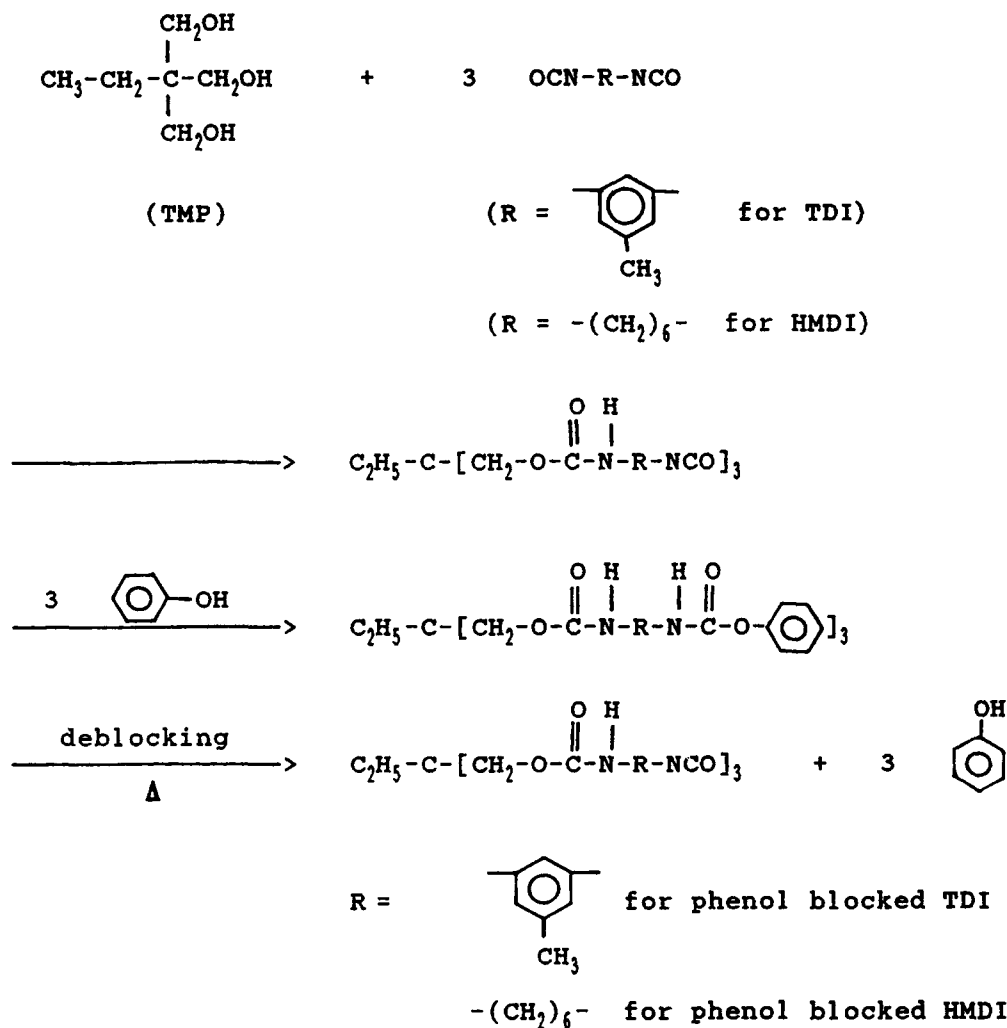 CH₂OH
CH₃-CH₂-C-CH₂OH + 3 OCN-R-NCO
CH₂OH
(TMP) (R = for TDI)
CH₃
(R = -(CH₂)₆- for HMDI)
O H
> C₂H₅-C-[CH₂-O-C-N-R-NCO]₃
O H H O
3 -OH
> C₂H₅-C-[CH₂-O-C-N-R-N-C-O- ]₃
OH
deblocking O H
> C₂H₅-C-[CH₂-O-C-N-R-NCO]₃ + 3
Δ
R = for phenol blocked TDI
CH₃
-(CH₂)₆- for phenol blocked HMDI